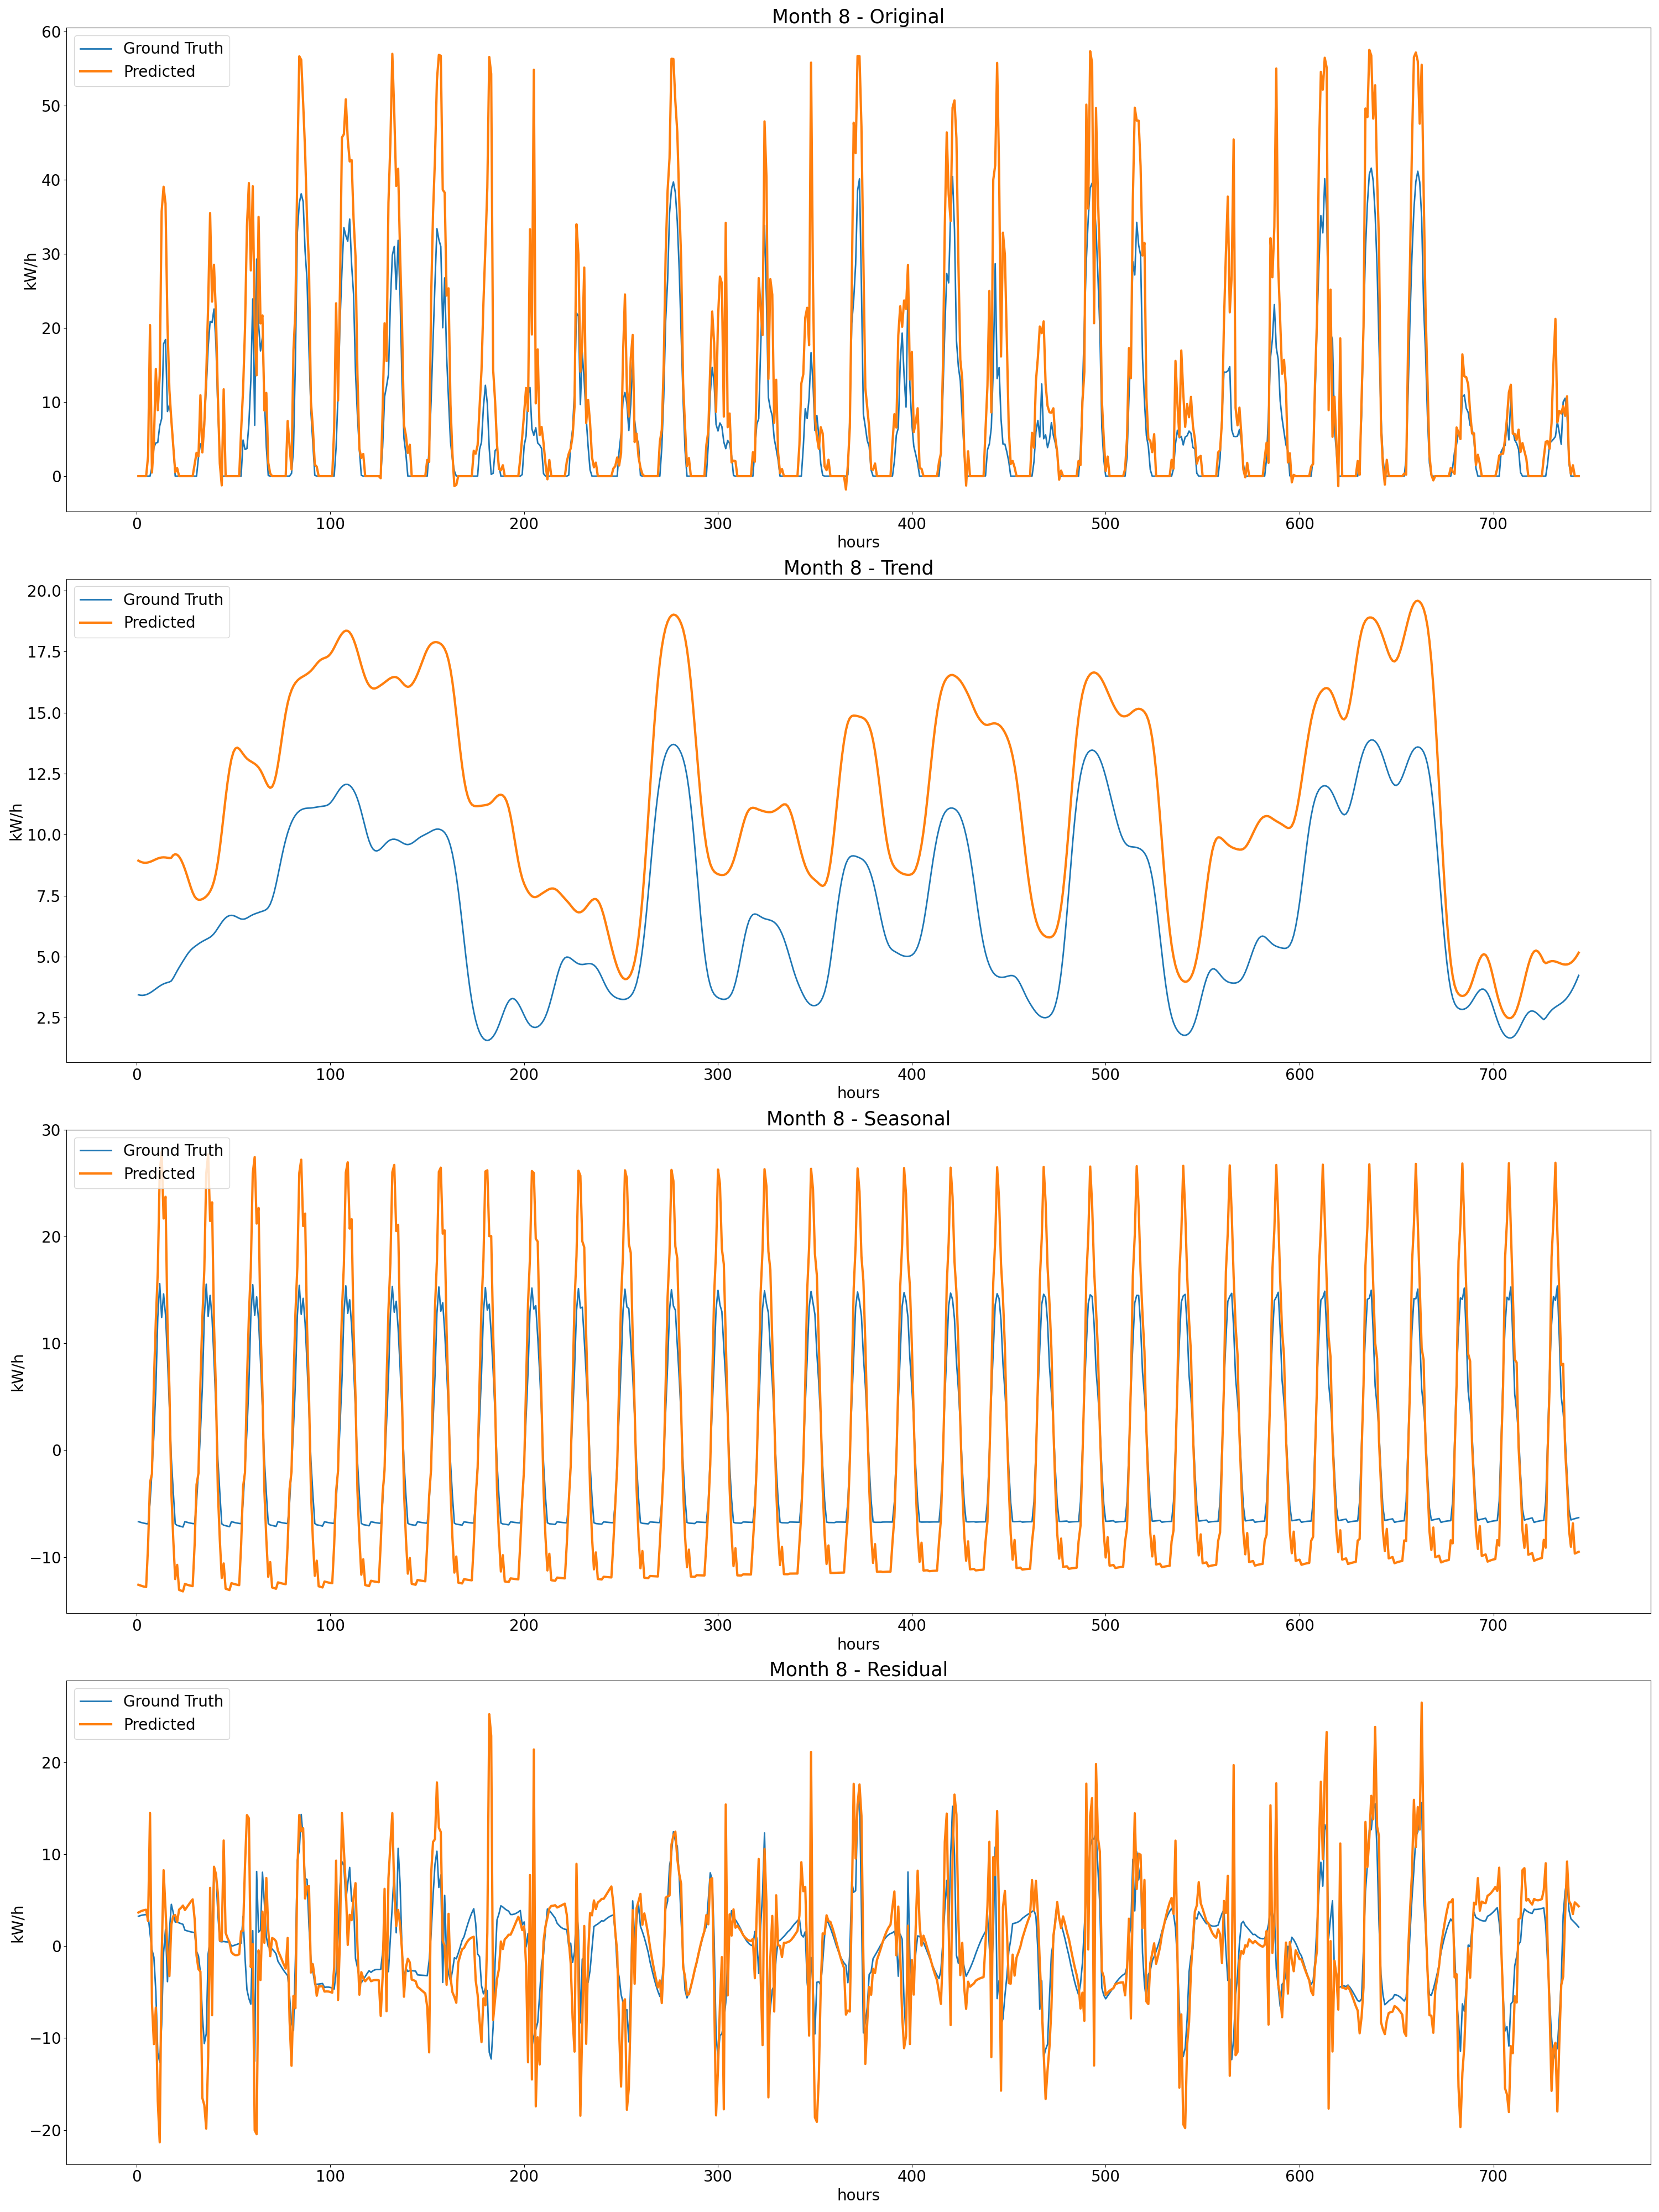 Month 8 - Original
Ground Truth
Predicted
kW/h
60
50
40
30
20
10
0
0 100 200 300 400 500 600 700
hours
Month 8 - Trend
Ground Truth
Predicted
kW/h
20.0
17.5
15.0
12.5
10.0
7.5
5.0
2.5
0 100 200 300 400 500 600 700
hours
Month 8 - Seasonal
Ground Truth
Predicted
kW/h
30
20
10
0
−10
0 100 200 300 400 500 600 700
hours
Month 8 - Residual
Ground Truth
Predicted
kW/h
20
10
0
−10
−20
0 100 200 300 400 500 600 700
hours